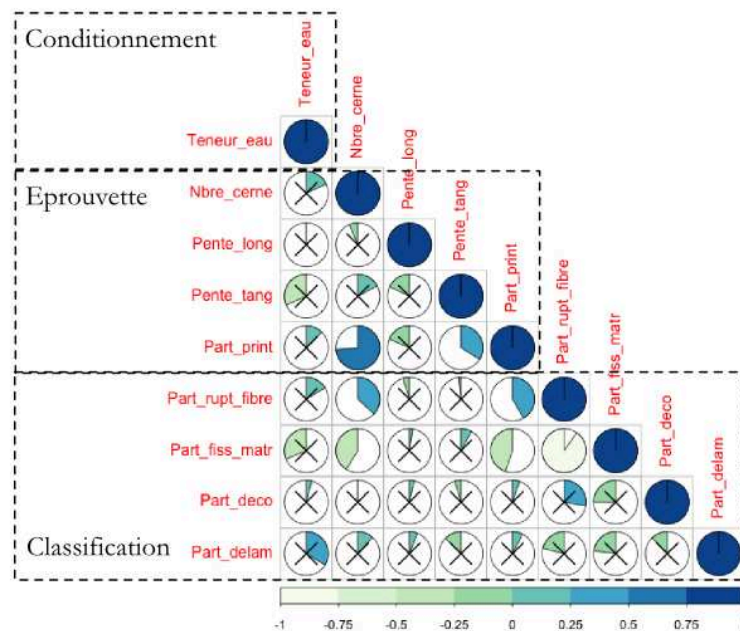 Conditionnement
Teneur_eau
Teneur_eau
Nbre_cerne
Nbre_cerne
Pente_long
Eprouvette
Pente_long
Pente_tang
Pente_tang
Part_print
Part_print
Part_rupt_fibre
Part_rupt_fibre
Part_fiss_matr
Part_fiss_matr
Part_deco
Part_deco
Part_delam
Classification
Part_delam
-1 -0.75 -0.5 -0.25 0 0.25 0.5 0.75